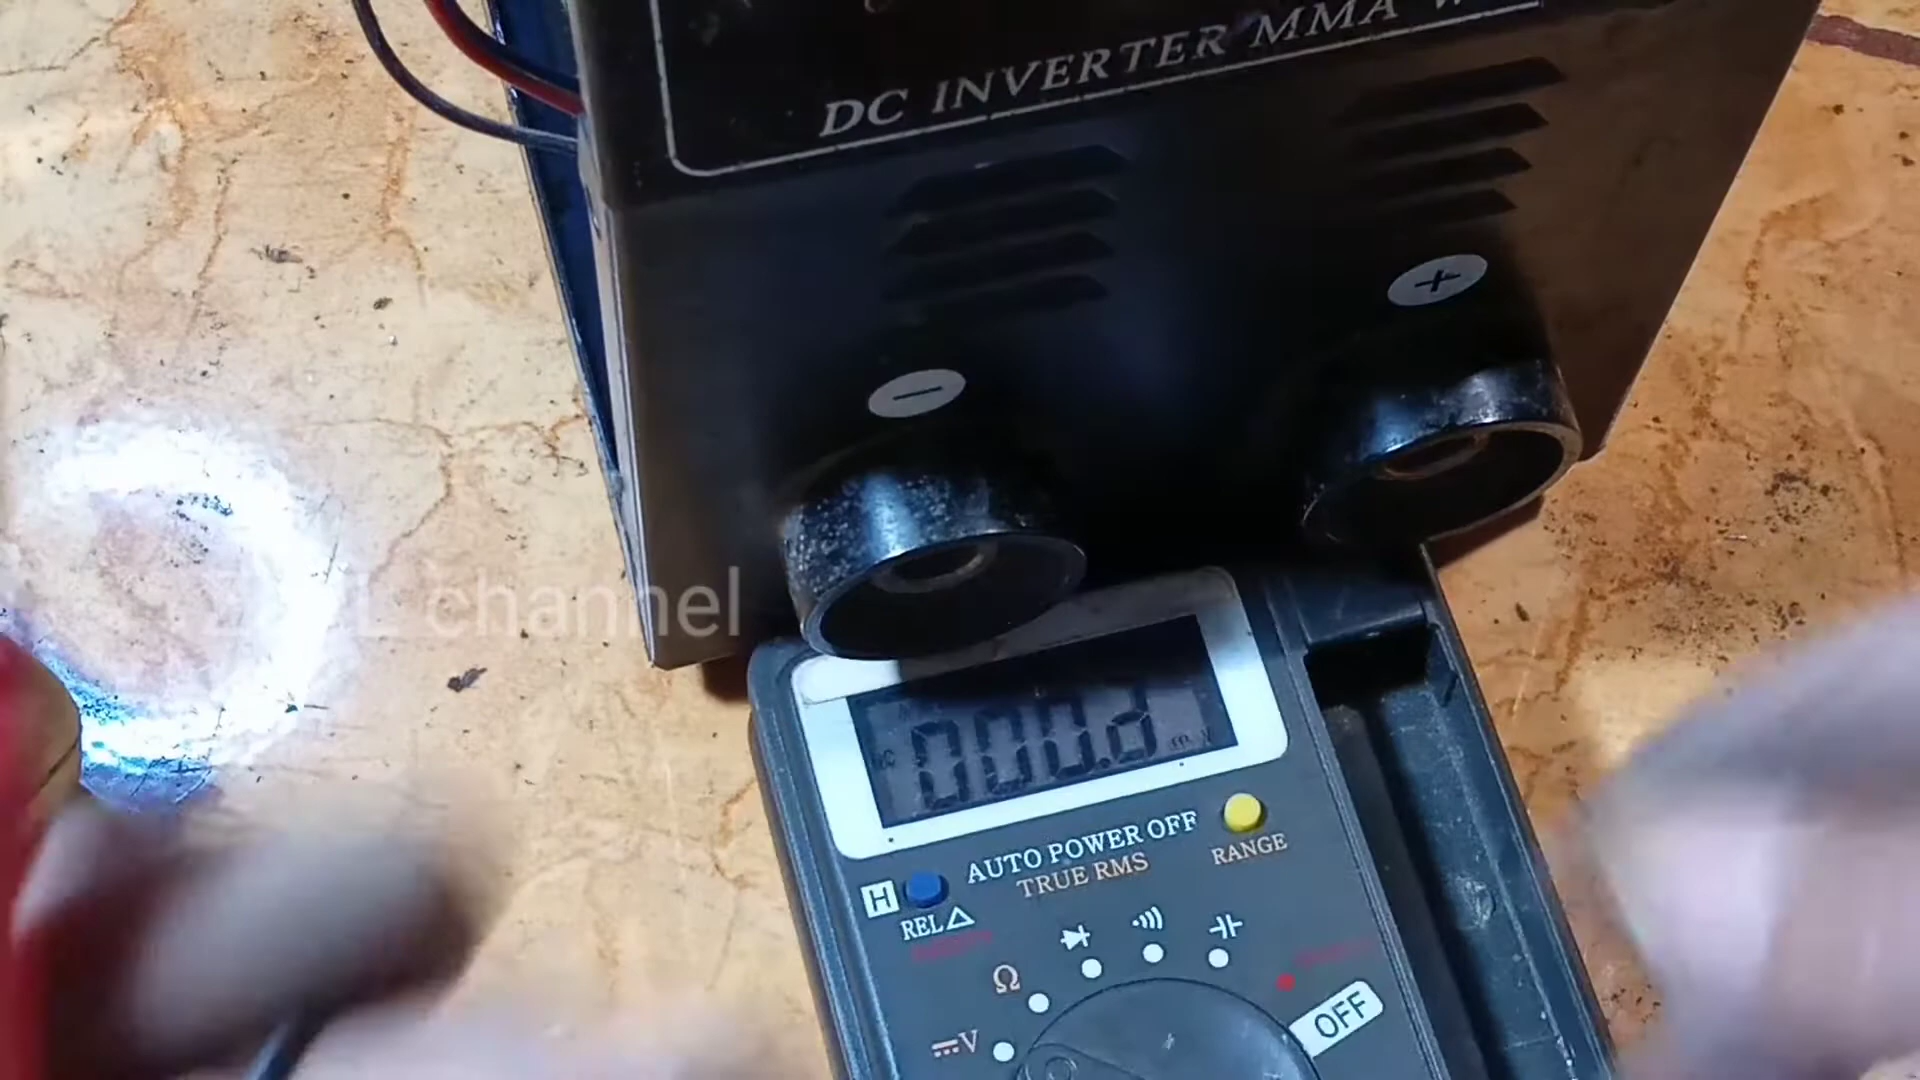 DC INVERTER MMA
+
−
channel
AUTO POWER OFF
TRUE RMS
RANGE
H
REL△
Ω
V
OFF